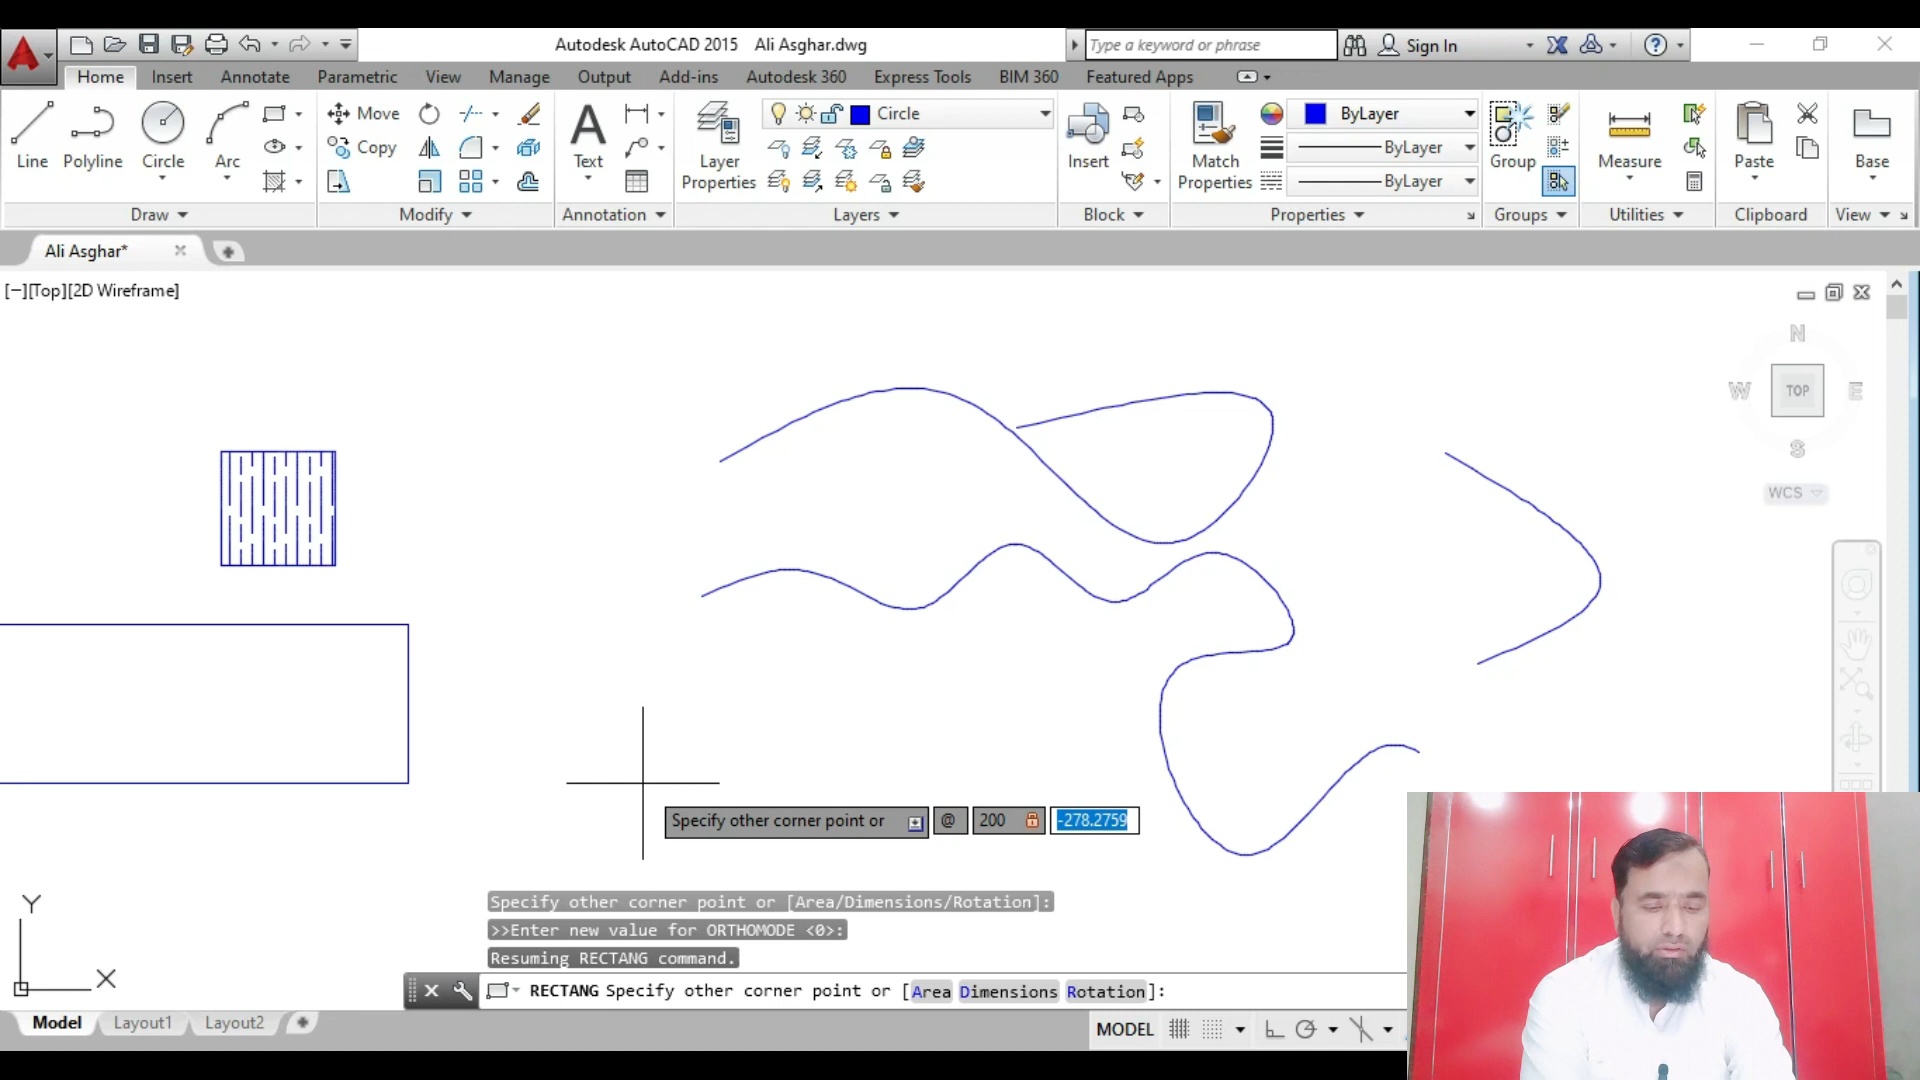 Autodesk AutoCAD 2015 Ali Asghar.dwg
Type a keyword or phrase
Sign In
Home Insert Annotate Parametric View Manage Output Add-ins Autodesk 360 Express Tools BIM 360 Featured Apps
Line Polyline Circle Arc
Move
Copy
Text
Layer Properties
Circle
Insert
Match Properties
ByLayer
ByLayer
ByLayer
Group
Measure
Paste
Base
Draw Modify Annotation Layers Block Properties Groups Utilities Clipboard View
Ali Asghar*
[−][Top][2D Wireframe]
N
W TOP E
S
WCS
Specify other corner point or @ 200 -278.2759
Y
X
Specify other corner point or [Area/Dimensions/Rotation]:
>>Enter new value for ORTHOMODE <0>:
Resuming RECTANG command.
RECTANG Specify other corner point or [Area Dimensions Rotation]:
Model Layout1 Layout2
MODEL